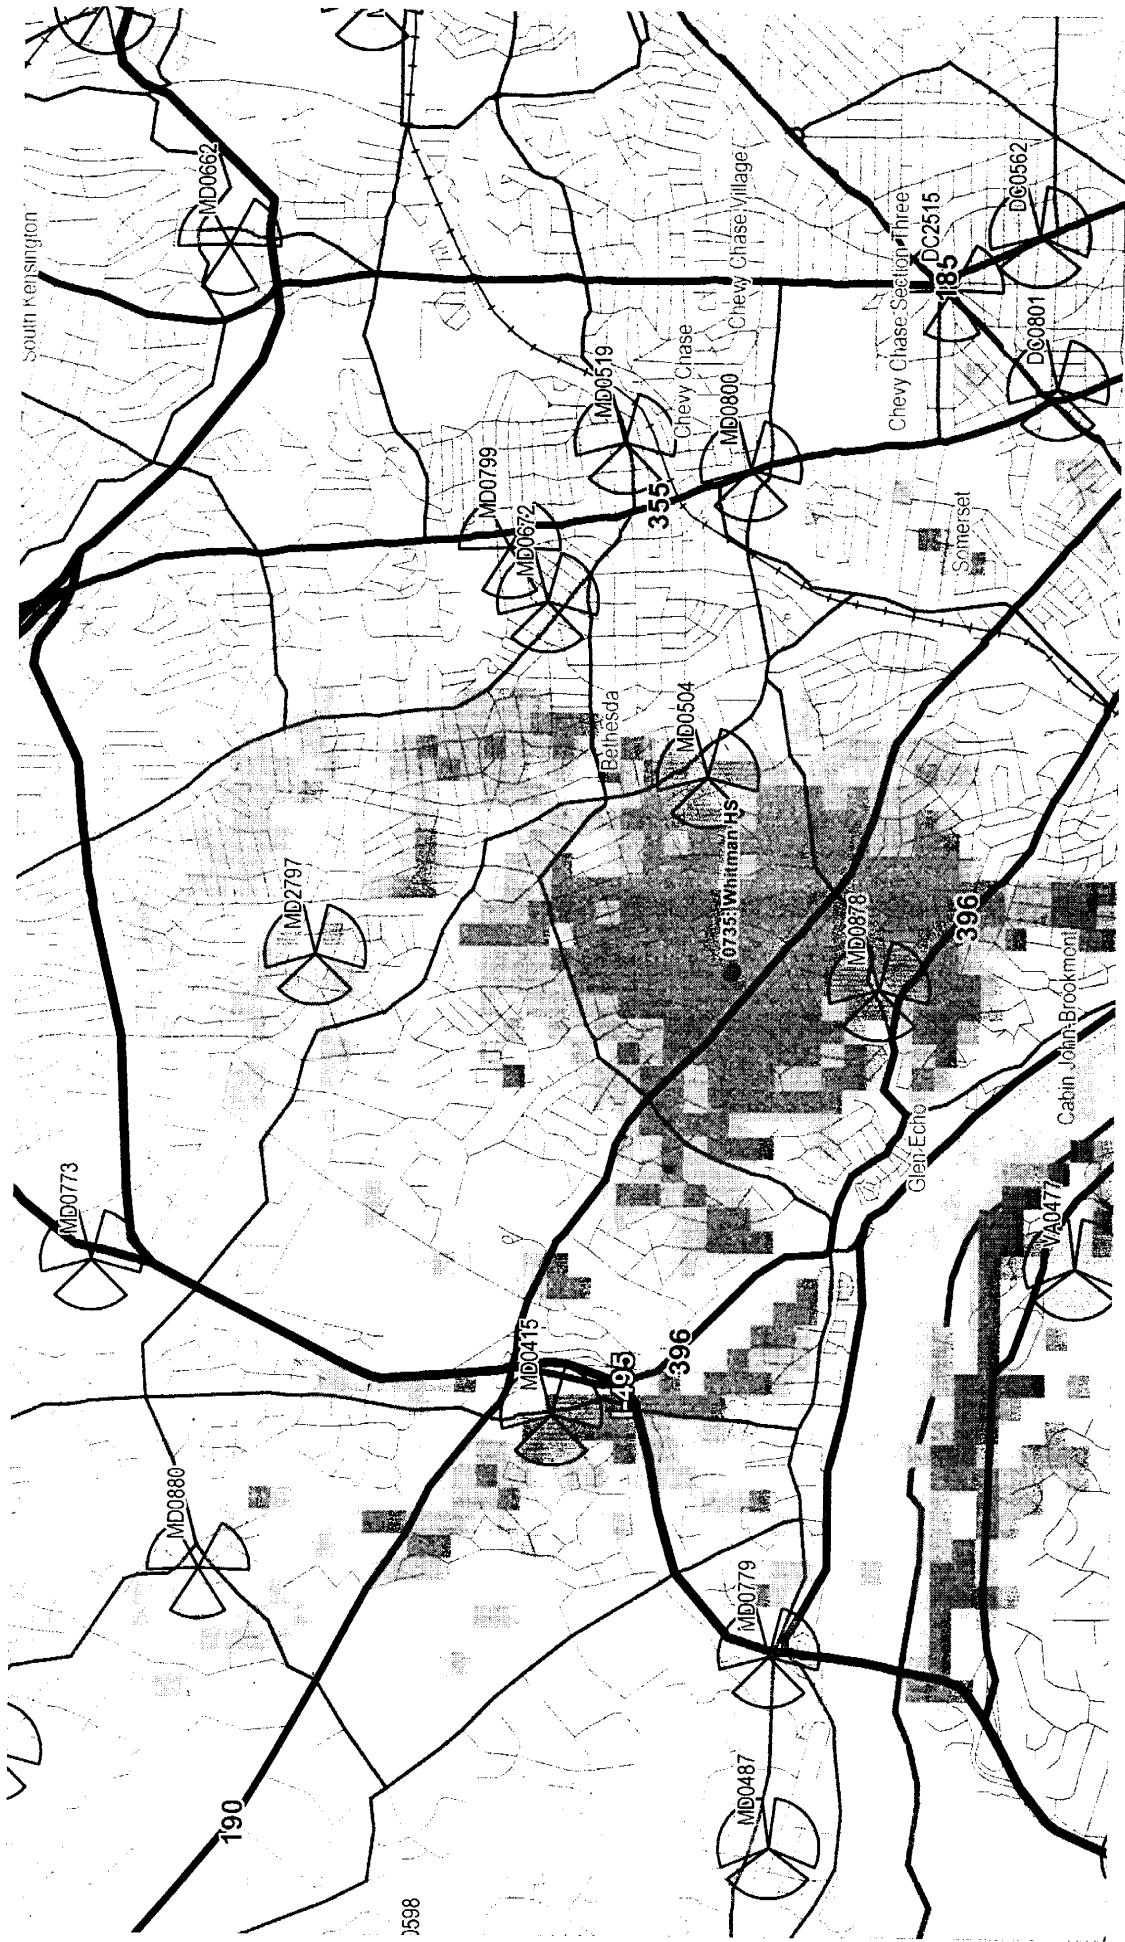 South Kensington
MD0662
Chevy Chase Village
Chevy Chase Section Three
DC2515
DC0562
185
DC0801
MD0519
Chevy Chase
MD0800
MD0799
MD0672
355
Somerset
Bethesda
MD0504
MD2797
0735 Whitman HS
MD0878
396
Cabin John-Brookmont
Glen Echo
MD0773
VA0477
MD0415
I-495
396
MD0880
MD0779
MD0487
190
0598